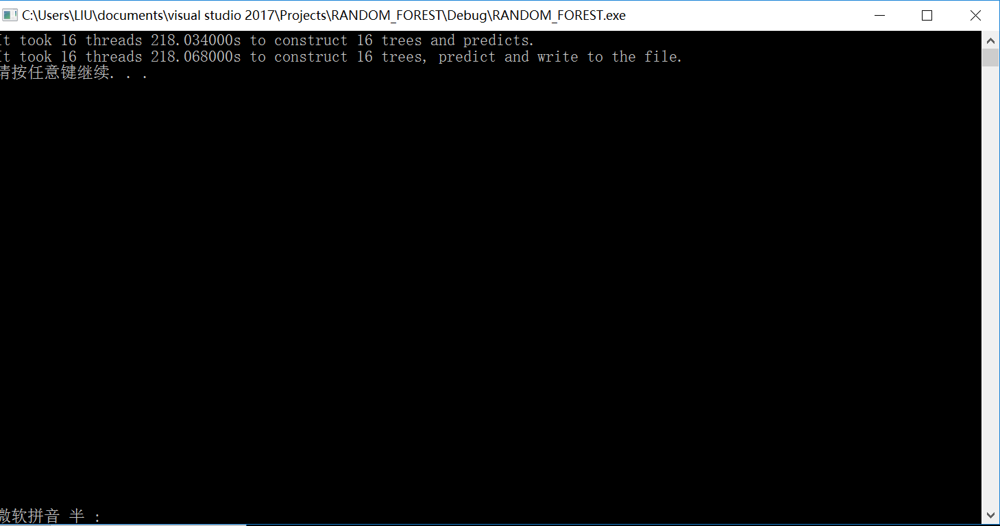 C:\Users\LIU\documents\visual studio 2017\Projects\RANDOM_FOREST\Debug\RANDOM_FOREST.exe
It took 16 threads 218.034000s to construct 16 trees and predicts.
It took 16 threads 218.068000s to construct 16 trees, predict and write to the file.
请按任意键继续. . .
微软拼音 半 :